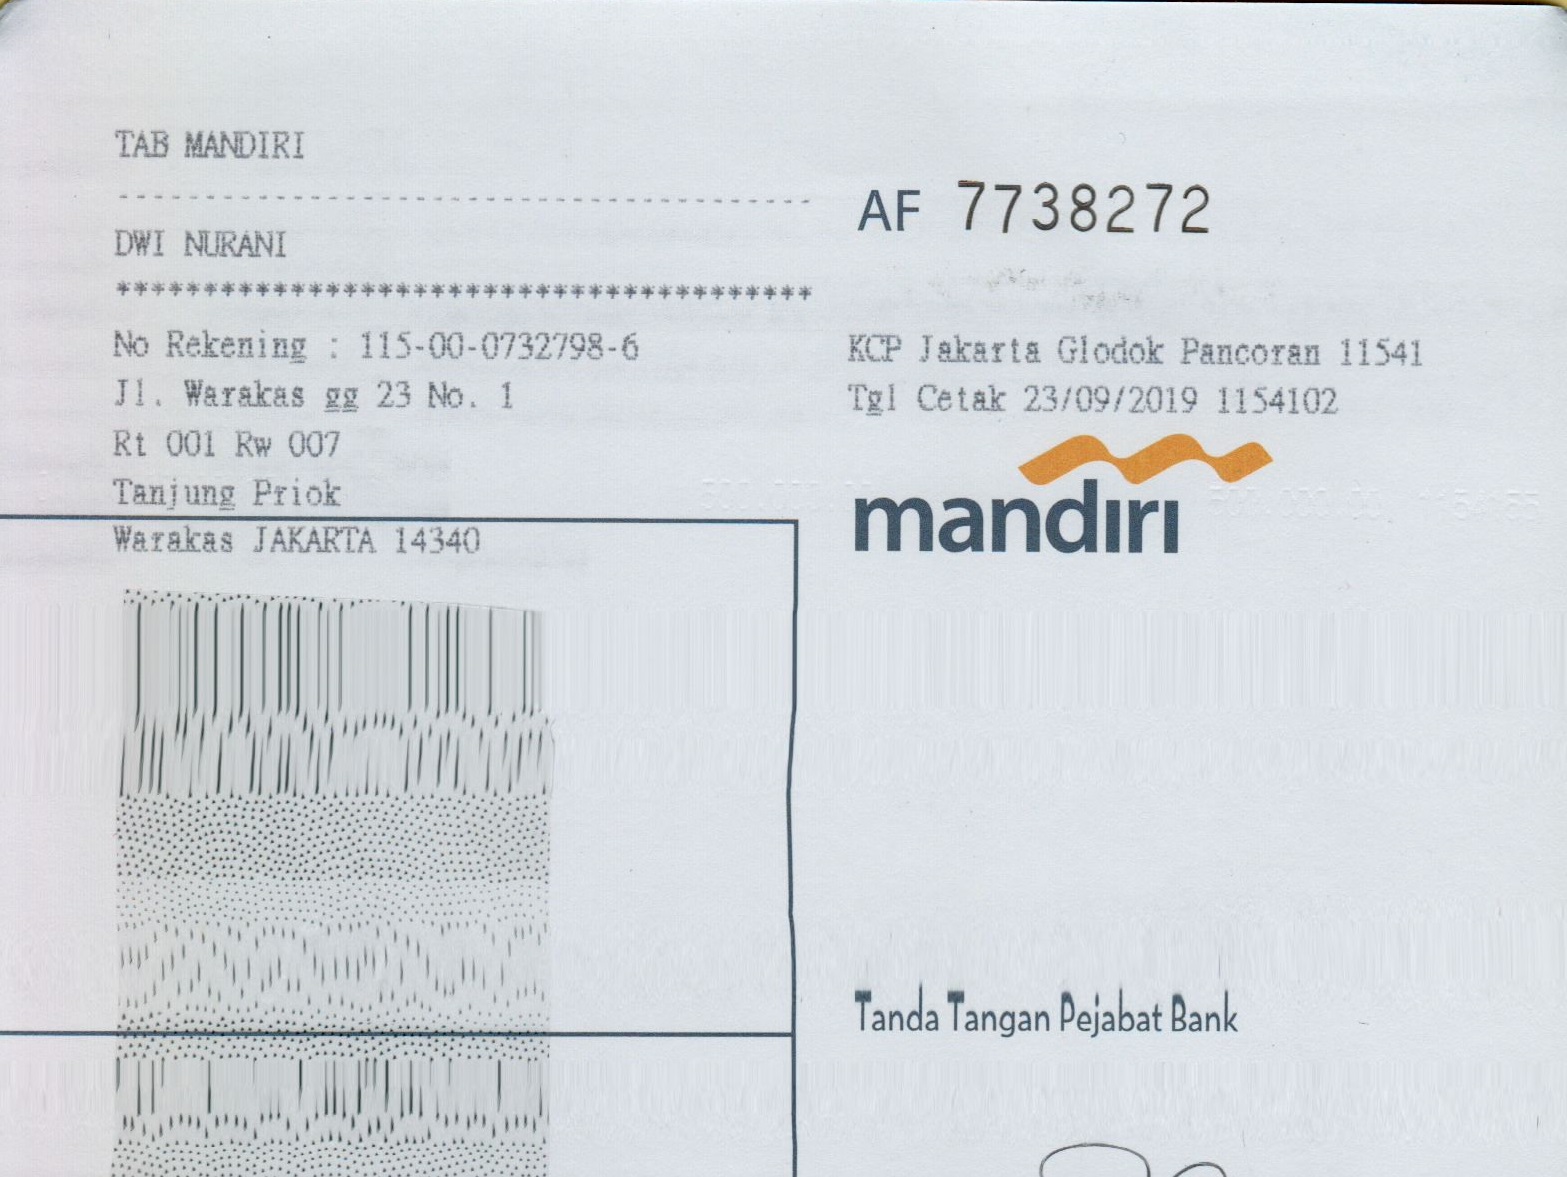 TAB MANDIRI
---------------------------------------
DWI NURANI
****************************************
No Rekening : 115-00-0732798-6
Jl. Warakas gg 23 No. 1
Rt 001 Rw 007
Tanjung Priok
Warakas JAKARTA 14340
AF 7738272
KCP Jakarta Glodok Pancoran 11541
Tgl Cetak 23/09/2019 1154102
mandırı
Tanda Tangan Pejabat Bank